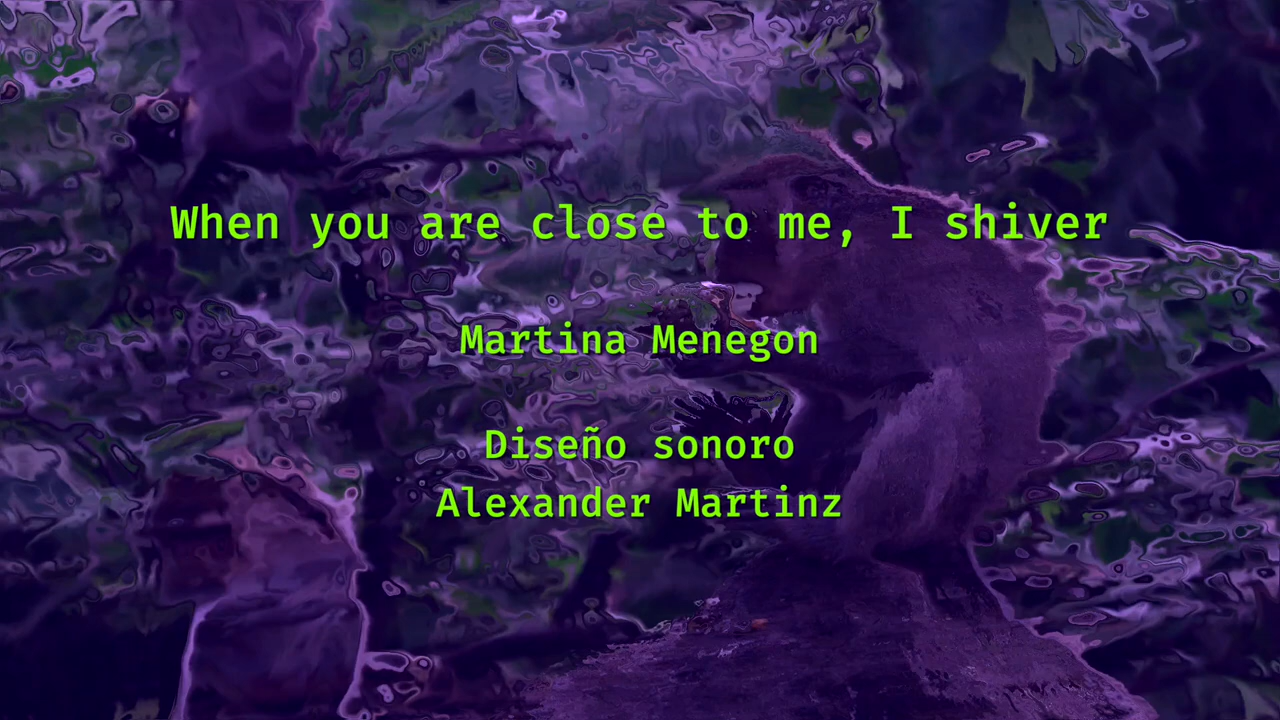 When you are close to me, I shiver
Martina Menegon
Diseño sonoro
Alexander Martinz